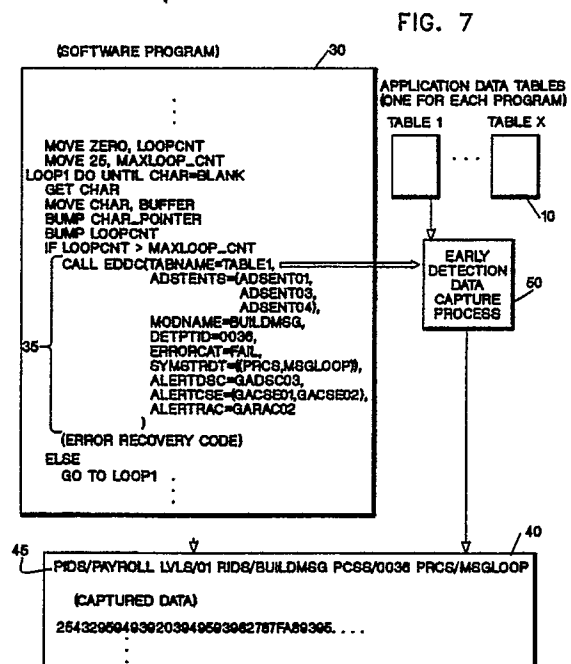 FIG. 7
(SOFTWARE PROGRAM)
30
APPLICATION DATA TABLES
(ONE FOR EACH PROGRAM)
TABLE 1
TABLE X
. . .
10
MOVE ZERO, LOOPCNT
MOVE 25, MAXLOOP_CNT
LOOP1 DO UNTIL CHAR=BLANK
GET CHAR
MOVE CHAR, BUFFER
BUMP CHAR_POINTER
BUMP LOOPCNT
IF LOOPCNT > MAXLOOP_CNT
CALL EDDC(TABNAME=TABLE1,
ADSTENTS=(ADSENT01,
ADSENT03,
ADSENT04),
MODNAME=BUILDMSG,
DETPTID=0036,
ERRORCAT=FAIL,
SYMSTRDT=((PRCS,MSGLOOP)),
ALERTDSC=GADSC03,
ALERTCSE=(GACSE01,GACSE02),
ALERTRAC=GARAC02
)
35
(ERROR RECOVERY CODE)
ELSE
GO TO LOOP1
EARLY
DETECTION
DATA
CAPTURE
PROCESS
50
45
40
PIDS/PAYROLL LVLS/01 RIDS/BUILDMSG PCSS/0036 PRCS/MSGLOOP
(CAPTURED DATA)